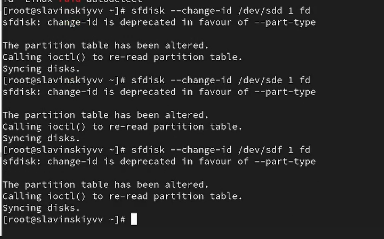 [root@slavinskiyvv ~]# sfdisk --change-id /dev/sdd 1 fd
sfdisk: change-id is deprecated in favour of --part-type

The partition table has been altered.
Calling ioctl() to re-read partition table.
Syncing disks.
[root@slavinskiyvv ~]# sfdisk --change-id /dev/sde 1 fd
sfdisk: change-id is deprecated in favour of --part-type

The partition table has been altered.
Calling ioctl() to re-read partition table.
Syncing disks.
[root@slavinskiyvv ~]# sfdisk --change-id /dev/sdf 1 fd
sfdisk: change-id is deprecated in favour of --part-type

The partition table has been altered.
Calling ioctl() to re-read partition table.
Syncing disks.
[root@slavinskiyvv ~]#